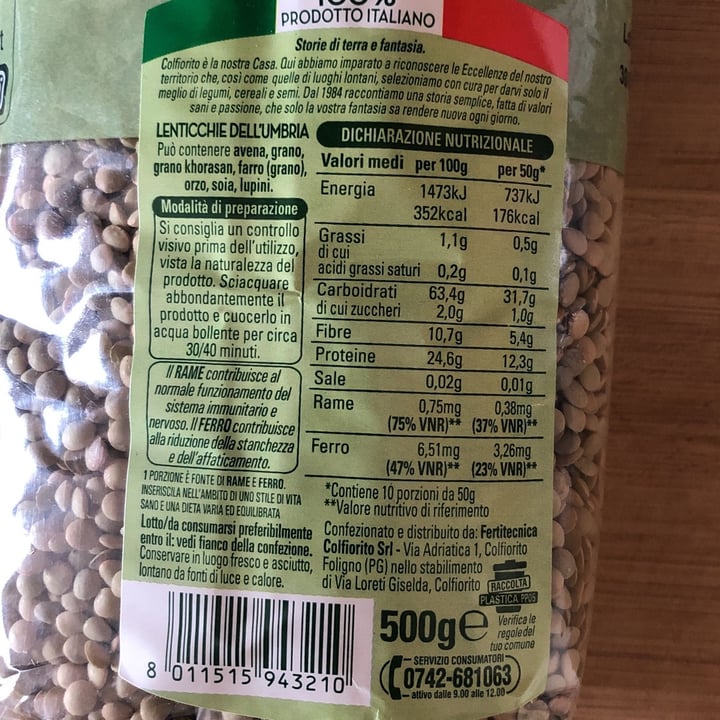 100%
PRODOTTO ITALIANO
Storie di terra e fantasia.
Colfiorito è la nostra Casa. Qui abbiamo imparato a riconoscere le Eccellenze del nostro
territorio che, così come quelle di luoghi lontani, selezioniamo con cura per darvi solo il
meglio di legumi, cereali e semi. Dal 1984 raccontiamo una storia semplice, fatta di valori
sani e passione, che solo la vostra fantasia sa rendere nuova ogni giorno.
LENTICCHIE DELL'UMBRIA
Può contenere avena, grano,
grano khorasan, farro (grano),
orzo, soia, lupini.
Modalità di preparazione
Si consiglia un controllo
visivo prima dell'utilizzo,
vista la naturalezza del
prodotto. Sciacquare
abbondantemente il
prodotto e cuocerlo in
acqua bollente per circa
30/40 minuti.
Il RAME contribuisce al
normale funzionamento del
sistema immunitario e
nervoso. Il FERRO contribuisce
alla riduzione della stanchezza
e dell'affaticamento.
1 PORZIONE È FONTE DI RAME E FERRO.
INSERISCILA NELL'AMBITO DI UNO STILE DI VITA
SANO E UNA DIETA VARIA ED EQUILIBRATA
Lotto/da consumarsi preferibilmente
entro il: vedi fianco della confezione.
Conservare in luogo fresco e asciutto,
lontano da fonti di luce e calore.
DICHIARAZIONE NUTRIZIONALE
Valori medi per 100g per 50g*
Energia 1473kJ 737kJ
352kcal 176kcal
Grassi 1,1g 0,5g
di cui
acidi grassi saturi 0,2g 0,1g
Carboidrati 63,4g 31,7g
di cui zuccheri 2,0g 1,0g
Fibre 10,7g 5,4g
Proteine 24,6g 12,3g
Sale 0,02g 0,01g
Rame 0,75mg 0,38mg
(75% VNR)** (37% VNR)**
Ferro 6,51mg 3,26mg
(47% VNR)** (23% VNR)**
*Contiene 10 porzioni da 50g
**Valore nutritivo di riferimento
Confezionato e distribuito da: Fertitecnica
Colfiorito Srl - Via Adriatica 1, Colfiorito
Foligno (PG) nello stabilimento
di Via Loreti Giselda, Colfiorito
RACCOLTA
PLASTICA PP05
Verifica le
regole del
tuo comune
500g e
SERVIZIO CONSUMATORI
0742-681063
attivo dalle 9.00 alle 12.00
8 011515 943210